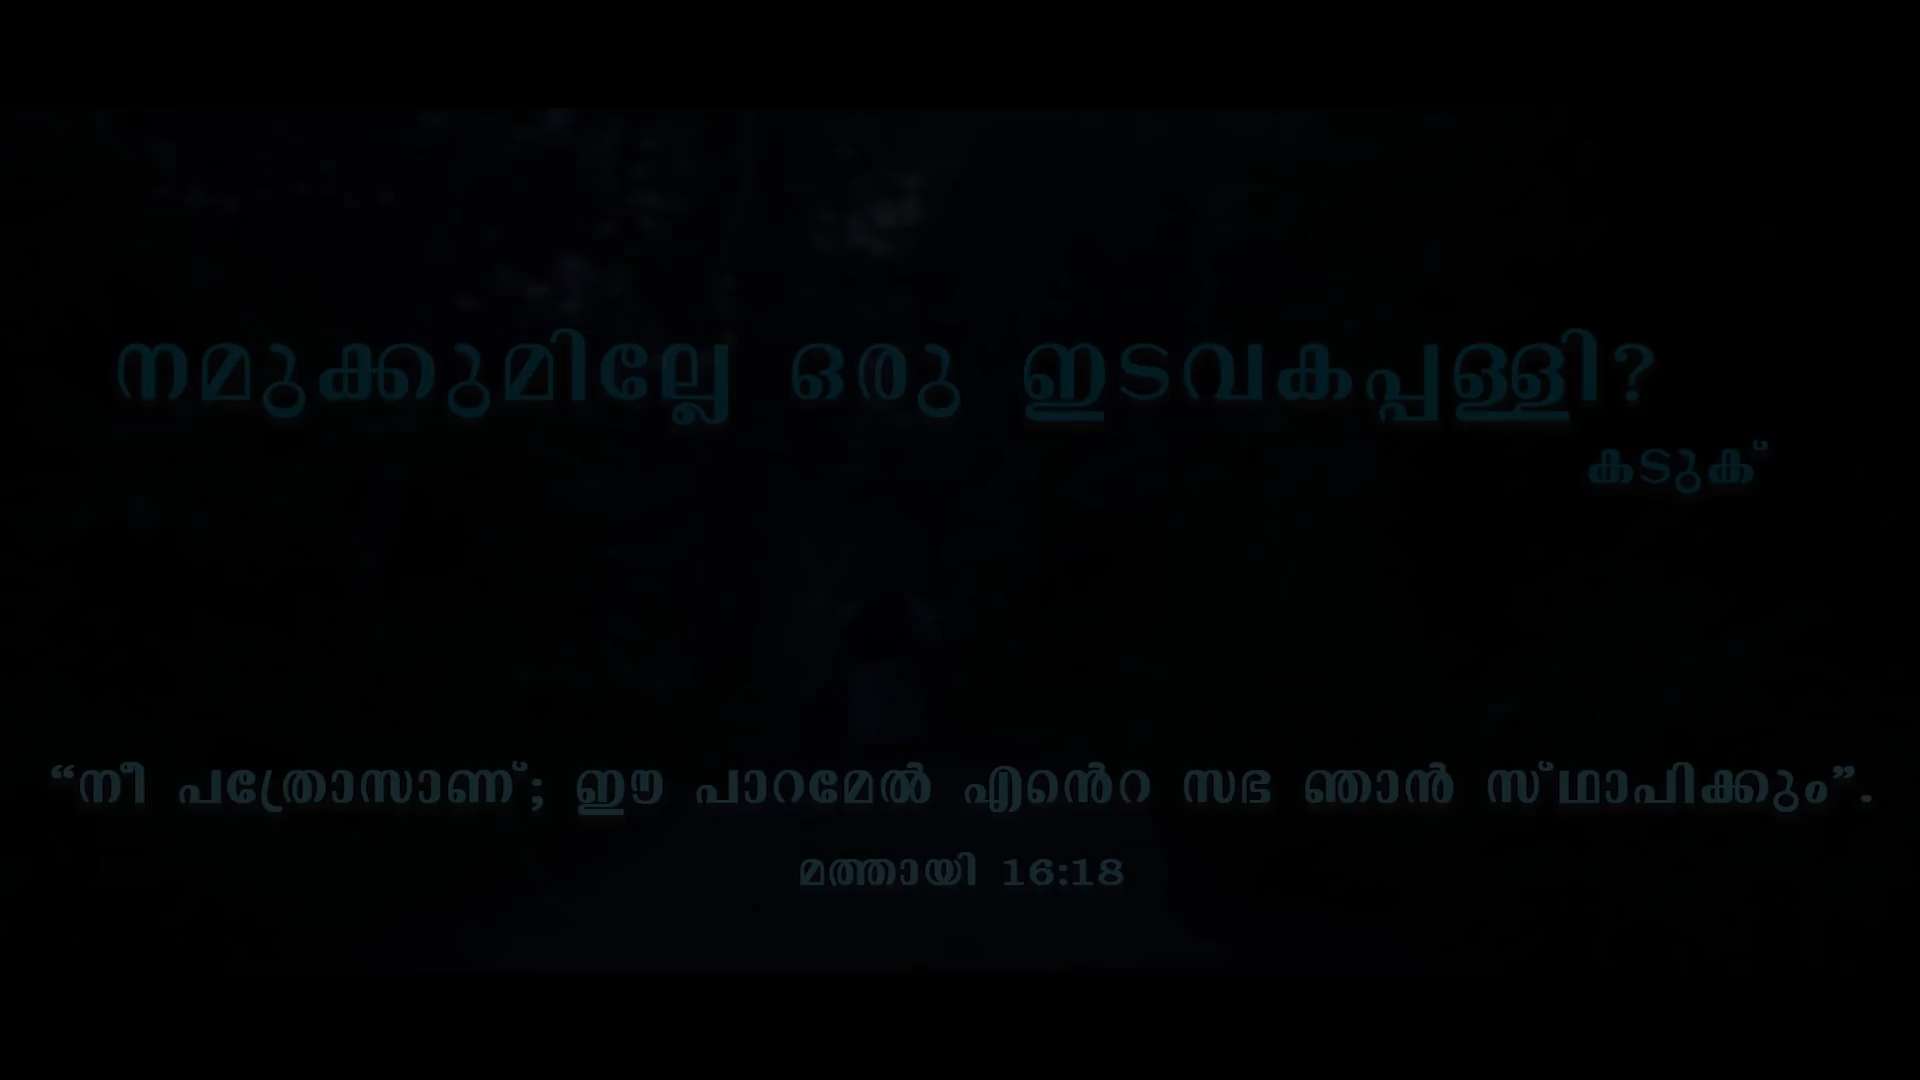 നമുക്കുമില്ലേ ഒരു ഇടവകപ്പള്ളി?
കടുക്
“നീ പത്രോസാണ്; ഈ പാറമേൽ എൻെറ സഭ ഞാൻ സ്ഥാപിക്കും”.
മത്തായി 16:18